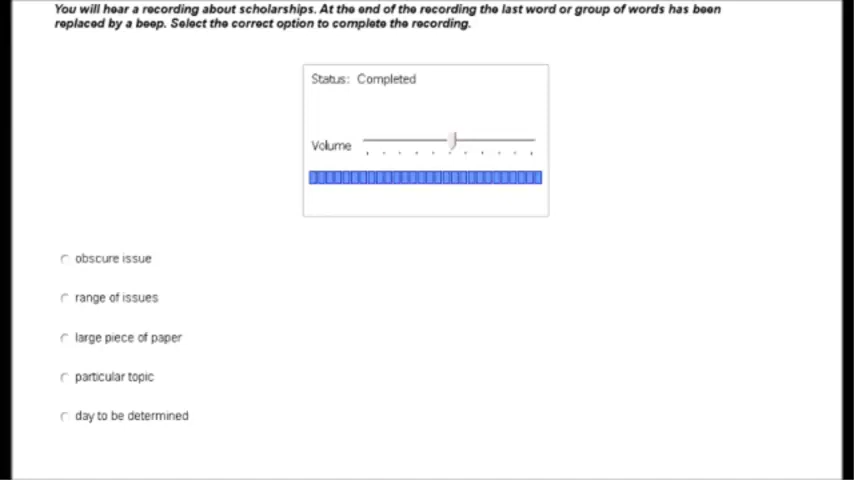 You will hear a recording about scholarships. At the end of the recording the last word or group of words has been
replaced by a beep. Select the correct option to complete the recording.
Status: Completed
Volume
obscure issue
range of issues
large piece of paper
particular topic
day to be determined